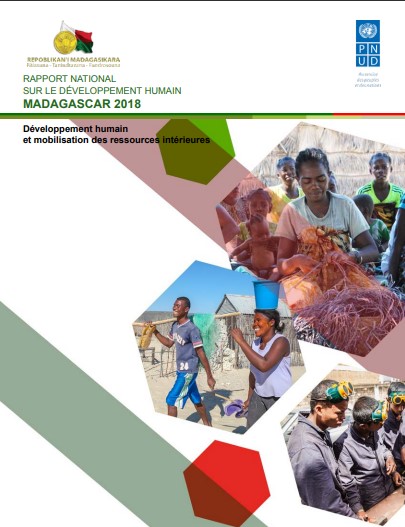 REPOBLIKAN'I MADAGASIKARA
Fitiavana - Tanindrazana - Fandrosoana
PNUD
RAPPORT NATIONAL
SUR LE DÉVELOPPEMENT HUMAIN
MADAGASCAR 2018
Développement humain
et mobilisation des ressources intérieures
28